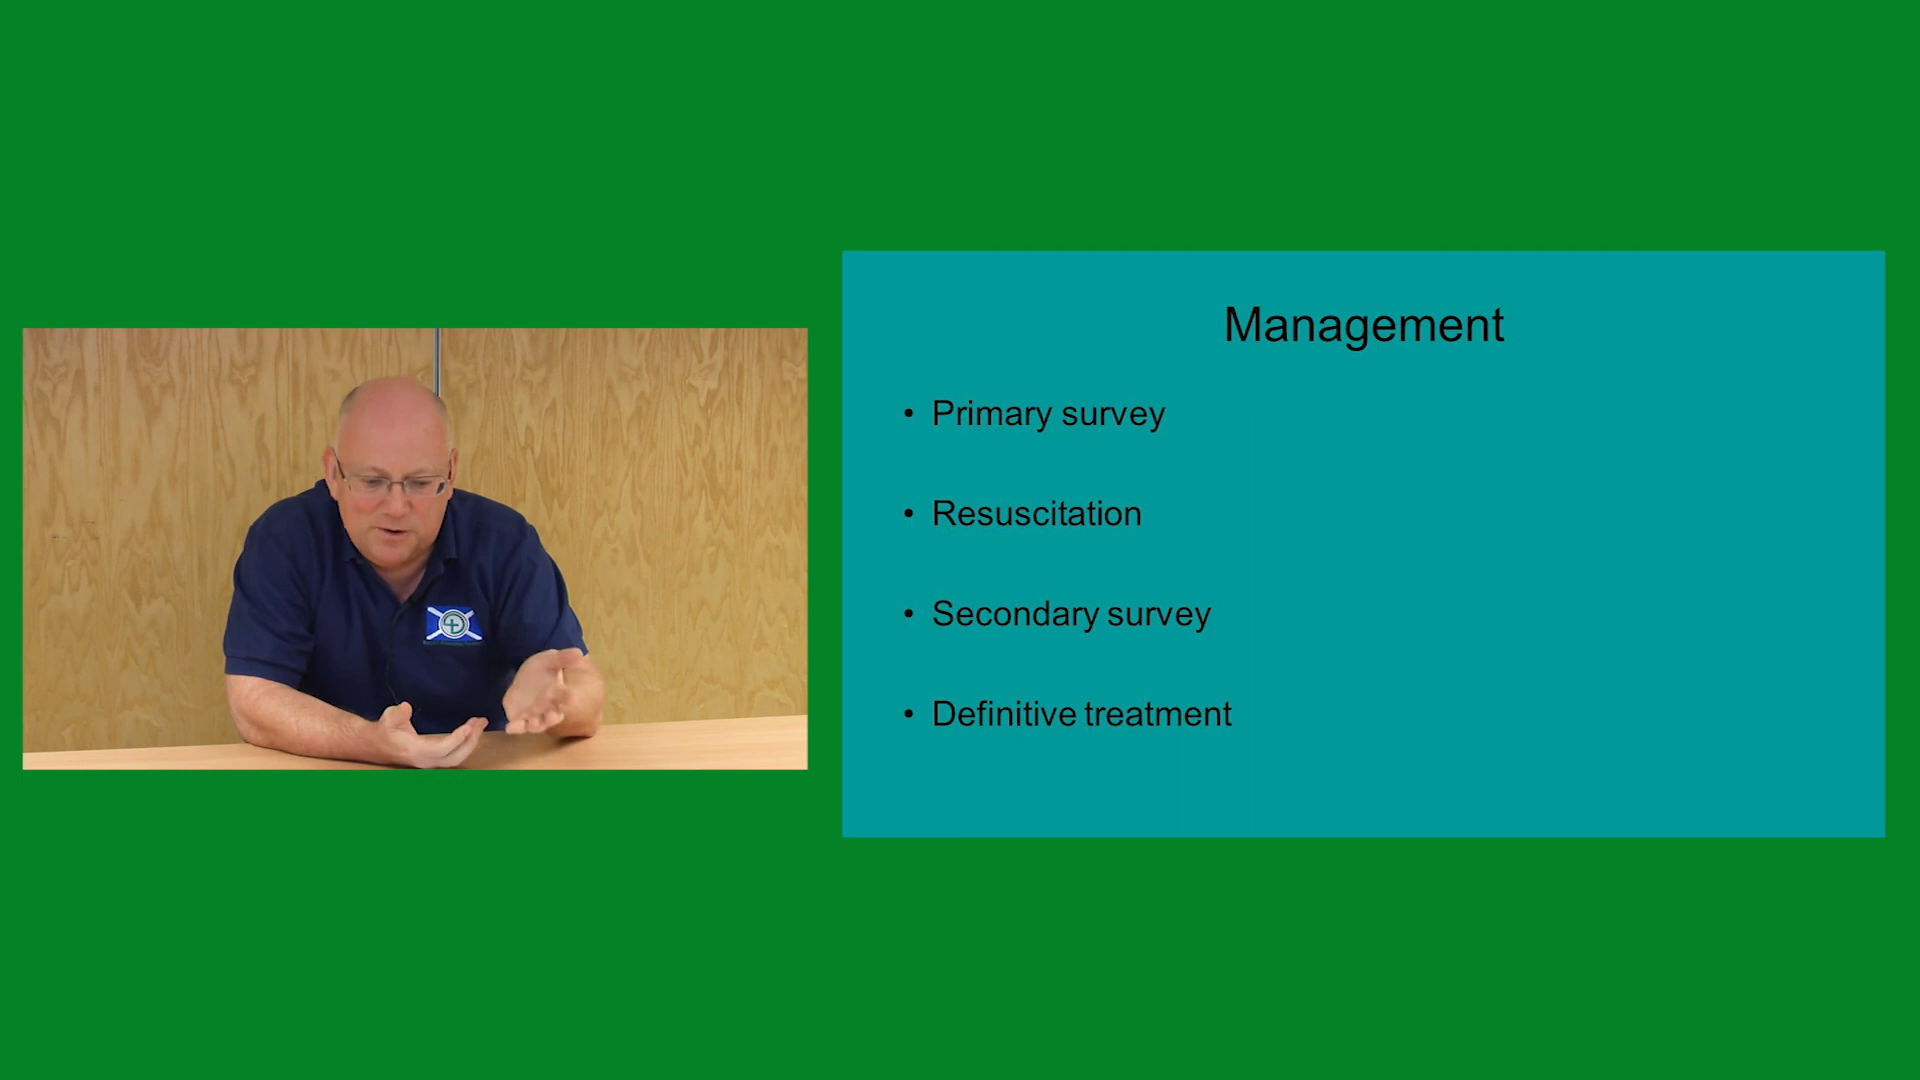 Management
• Primary survey
• Resuscitation
• Secondary survey
• Definitive treatment